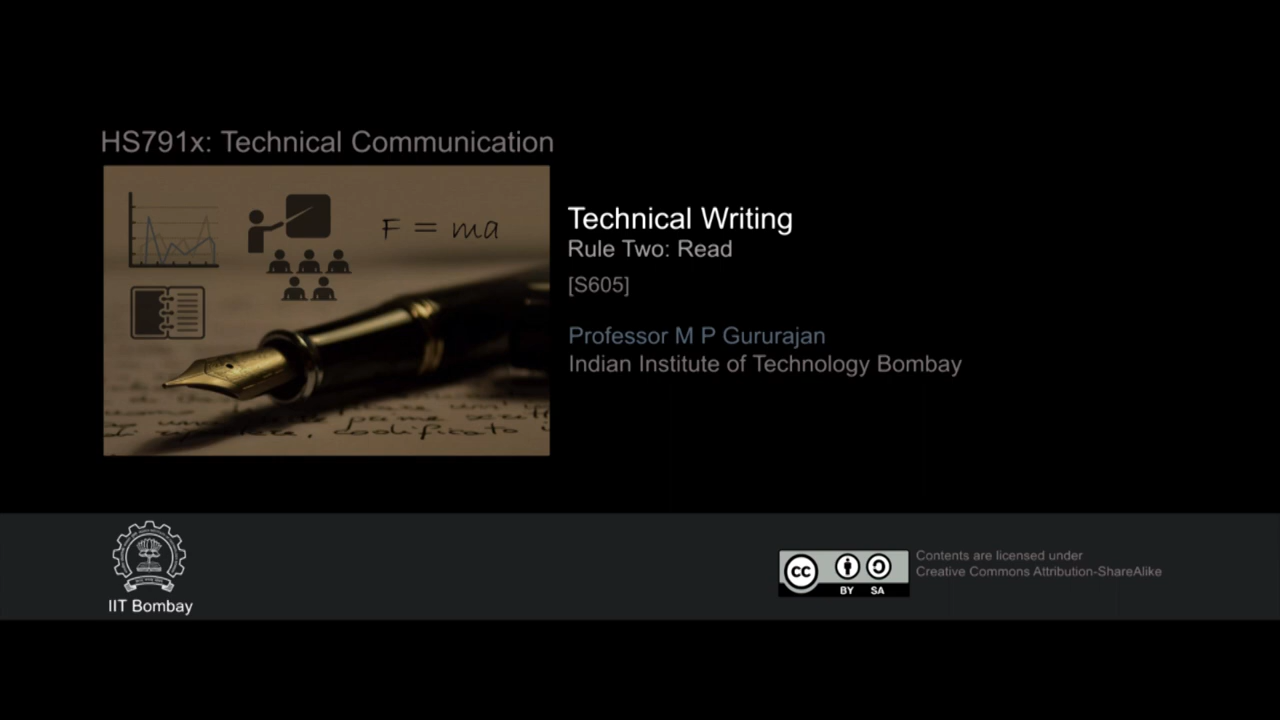 HS791x: Technical Communication
F = ma
Technical Writing
Rule Two: Read
[S605]
Professor M P Gururajan
Indian Institute of Technology Bombay
IIT Bombay
cc
BY SA
Contents are licensed under
Creative Commons Attribution-ShareAlike